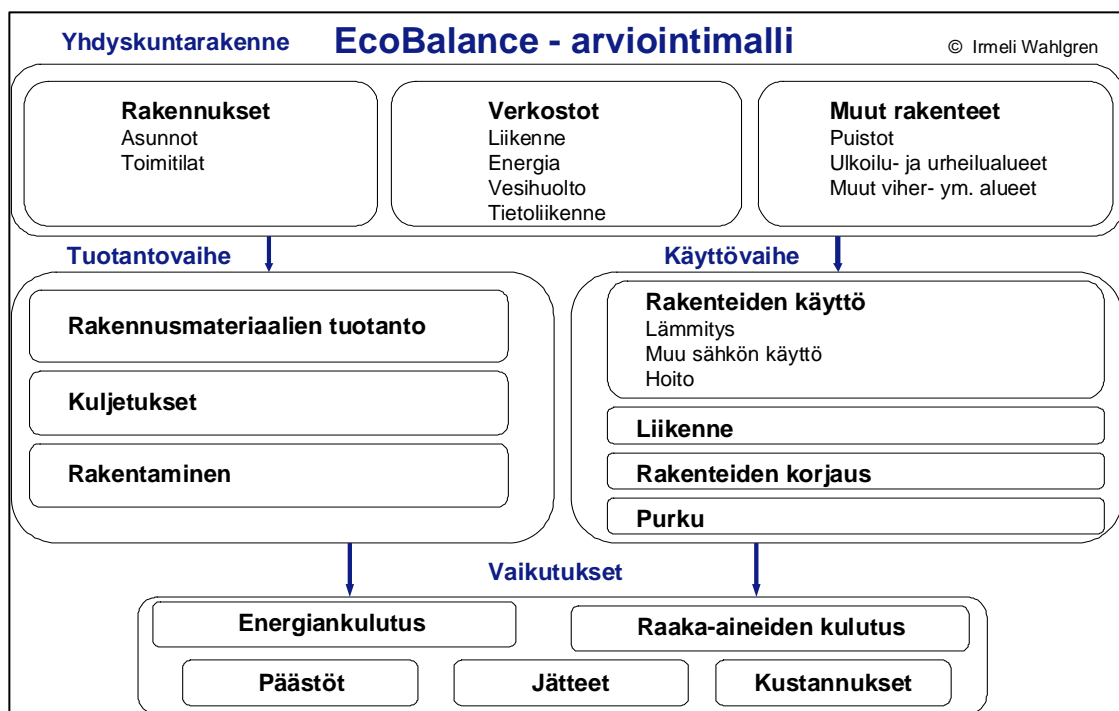 Yhdyskuntarakenne
EcoBalance - arviointimalli
© Irmeli Wahlgren
Rakennukset
Asunnot
Toimitilat
Verkostot
Liikenne
Energia
Vesihuolto
Tietoliikenne
Muut rakenteet
Puistot
Ulkoilu- ja urheilualueet
Muut viher- ym. alueet
Tuotantovaihe
Rakennusmateriaalien tuotanto
Kuljetukset
Rakentaminen
Käyttövaihe
Rakenteiden käyttö
Lämmitys
Muu sähkön käyttö
Hoito
Liikenne
Rakenteiden korjaus
Purku
Vaikutukset
Energiankulutus
Raaka-aineiden kulutus
Päästöt
Jätteet
Kustannukset